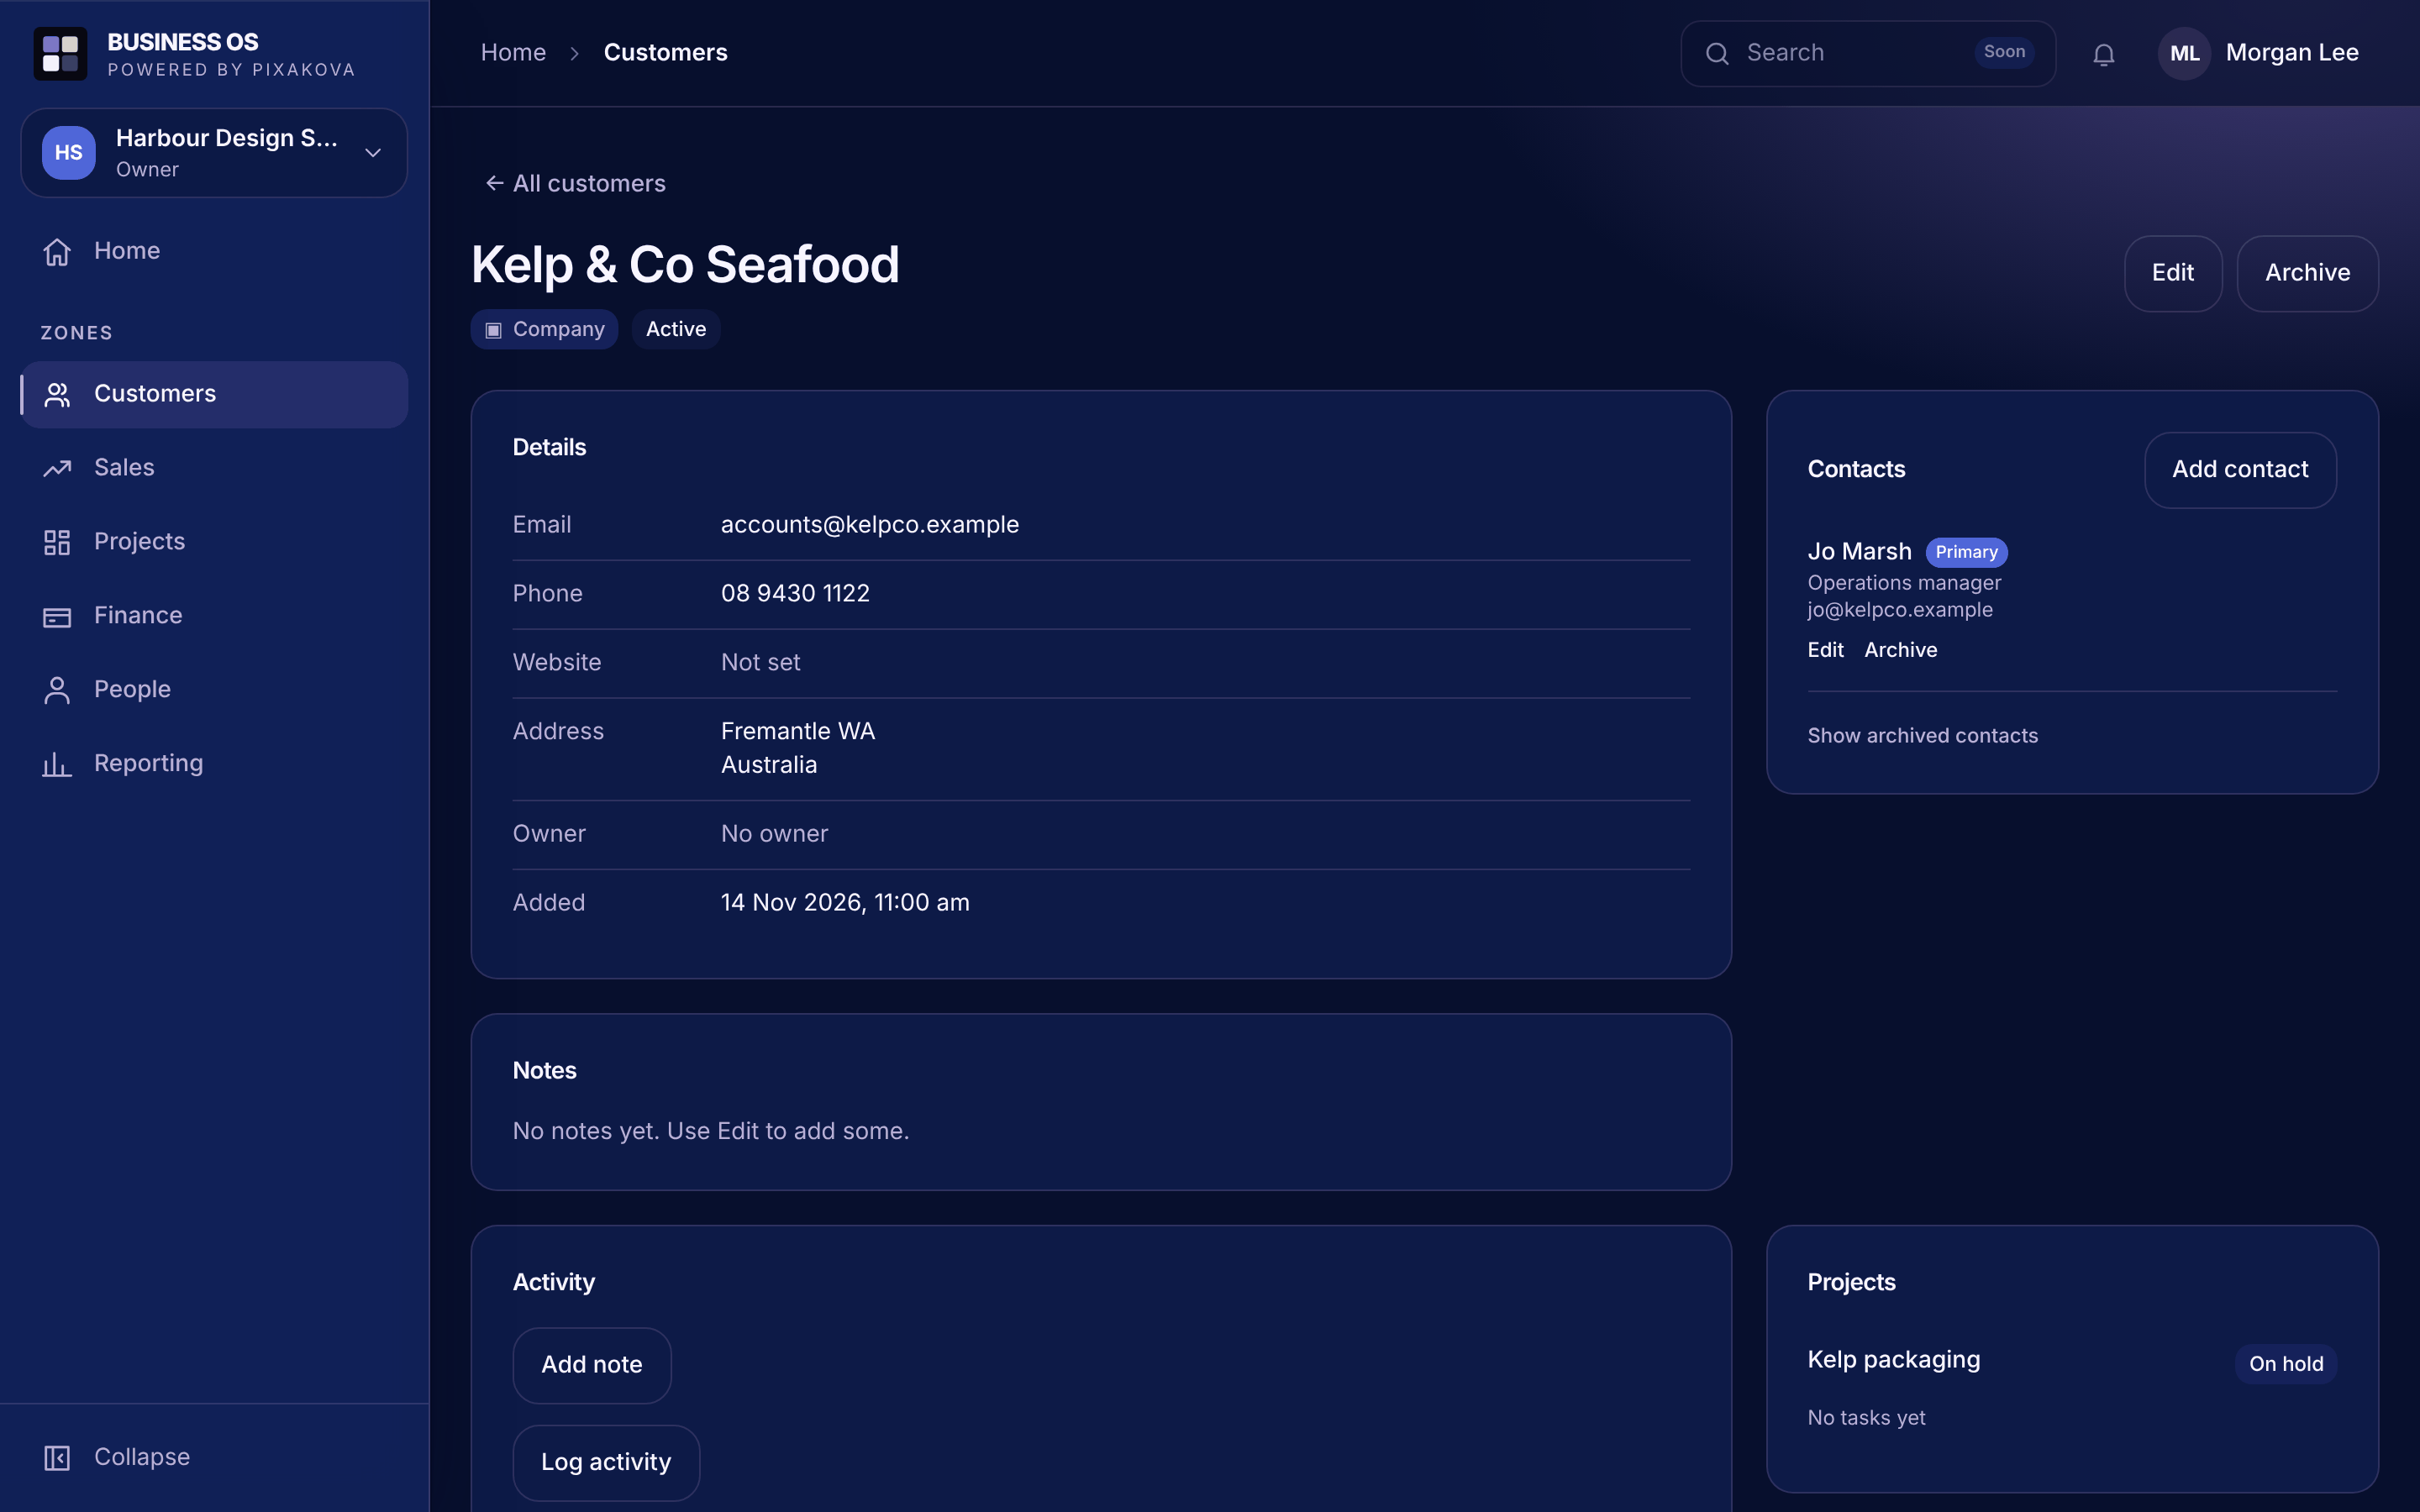 BUSINESS OS
POWERED BY PIXAKOVA
HS
Harbour Design S...
Owner
Home
ZONES
Customers
Sales
Projects
Finance
People
Reporting
Collapse
Home
Customers
Search
Soon
ML
Morgan Lee
← All customers
Kelp & Co Seafood
Company
Active
Edit
Archive
Details
Email
accounts@kelpco.example
Phone
08 9430 1122
Website
Not set
Address
Fremantle WA
Australia
Owner
No owner
Added
14 Nov 2026, 11:00 am
Notes
No notes yet. Use Edit to add some.
Activity
Add note
Log activity
Contacts
Add contact
Jo Marsh
Primary
Operations manager
jo@kelpco.example
Edit
Archive
Show archived contacts
Projects
Kelp packaging
On hold
No tasks yet